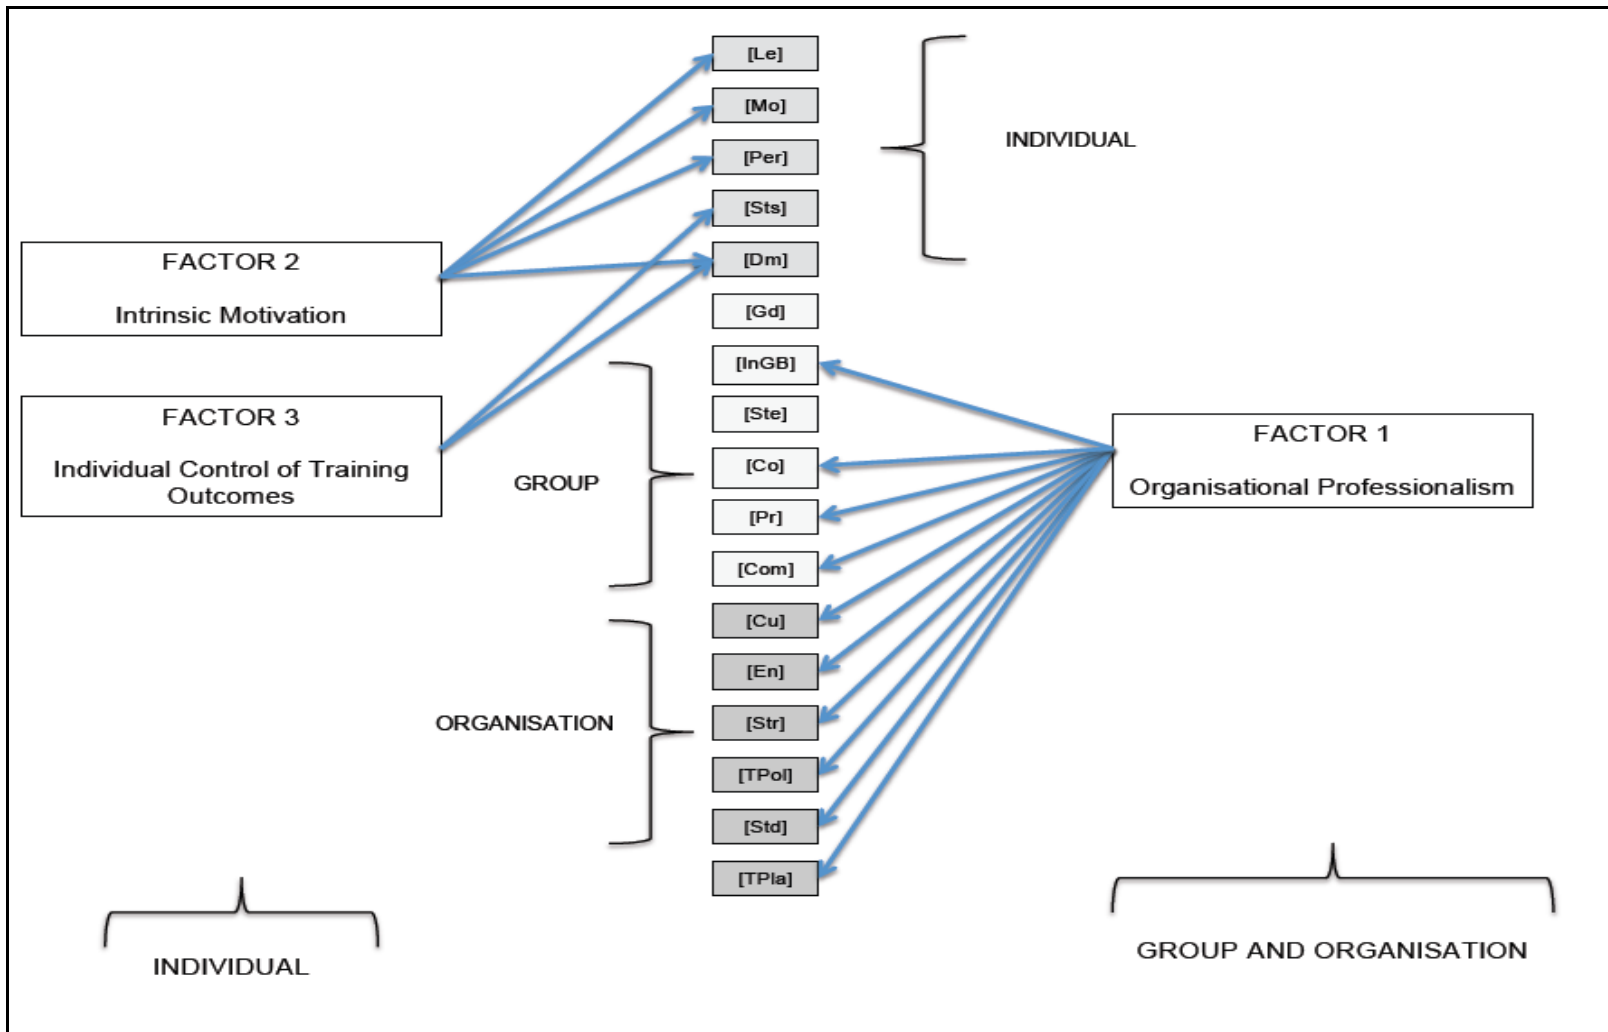 [Le]
[Mo]
[Per]
[Sts]
[Dm]
[Gd]
[InGB]
[Ste]
[Co]
[Pr]
[Com]
[Cu]
[En]
[Str]
[TPol]
[Std]
[TPla]
INDIVIDUAL
FACTOR 2
Intrinsic Motivation
FACTOR 3
Individual Control of Training
Outcomes
GROUP
ORGANISATION
FACTOR 1
Organisational Professionalism
INDIVIDUAL
GROUP AND ORGANISATION